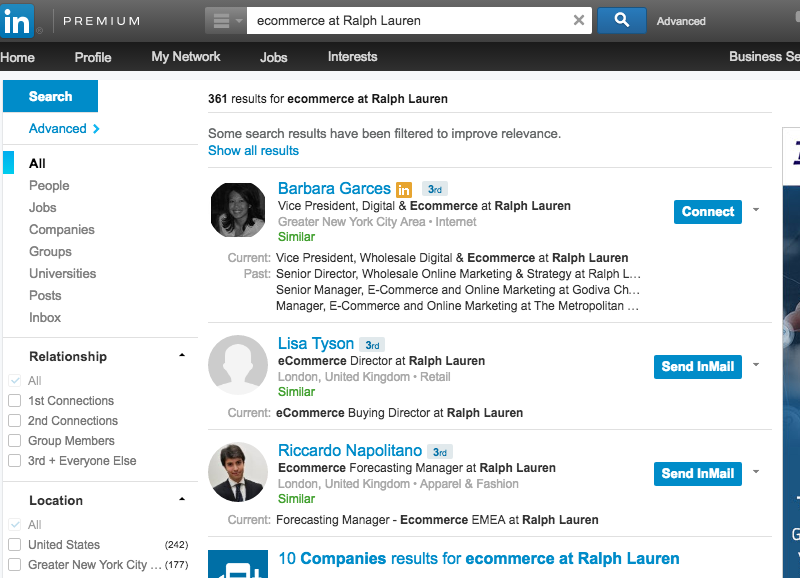 in PREMIUM
ecommerce at Ralph Lauren
Advanced
Home Profile My Network Jobs Interests Business Se
Search
Advanced
All
People
Jobs
Companies
Groups
Universities
Posts
Inbox
Relationship
All
1st Connections
2nd Connections
Group Members
3rd + Everyone Else
Location
All
United States (242)
Greater New York City ... (177)
361 results for ecommerce at Ralph Lauren
Some search results have been filtered to improve relevance.
Show all results
Barbara Garces in 3rd
Vice President, Digital & Ecommerce at Ralph Lauren
Greater New York City Area • Internet
Similar
Connect
Current: Vice President, Wholesale Digital & Ecommerce at Ralph Lauren
Past: Senior Director, Wholesale Online Marketing & Strategy at Ralph L…
Senior Manager, E-Commerce and Online Marketing at Godiva Ch…
Manager, E-Commerce and Online Marketing at The Metropolitan …
Lisa Tyson 3rd
eCommerce Director at Ralph Lauren
London, United Kingdom • Retail
Similar
Send InMail
Current: eCommerce Buying Director at Ralph Lauren
Riccardo Napolitano 3rd
Ecommerce Forecasting Manager at Ralph Lauren
London, United Kingdom • Apparel & Fashion
Similar
Send InMail
Current: Forecasting Manager - Ecommerce EMEA at Ralph Lauren
10 Companies results for ecommerce at Ralph Lauren